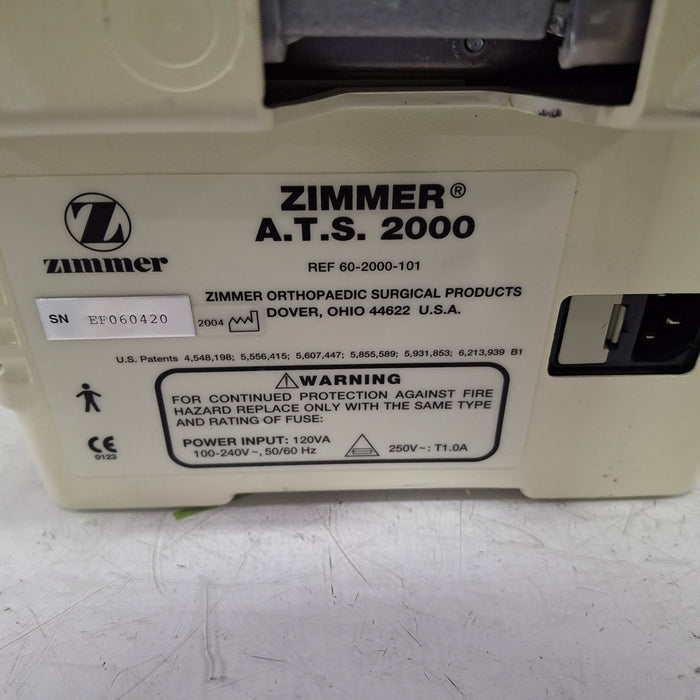 Z
zimmer
ZIMMER®
A.T.S. 2000
REF 60-2000-101
ZIMMER ORTHOPAEDIC SURGICAL PRODUCTS
DOVER, OHIO 44622 U.S.A.
SN EF060420
2004
U.S. Patents 4,548,198; 5,556,415; 5,607,447; 5,855,589; 5,931,853; 6,213,939 B1
WARNING
FOR CONTINUED PROTECTION AGAINST FIRE
HAZARD REPLACE ONLY WITH THE SAME TYPE
AND RATING OF FUSE:
POWER INPUT: 120VA
100-240V~, 50/60 Hz
250V~: T1.0A
CE
0123